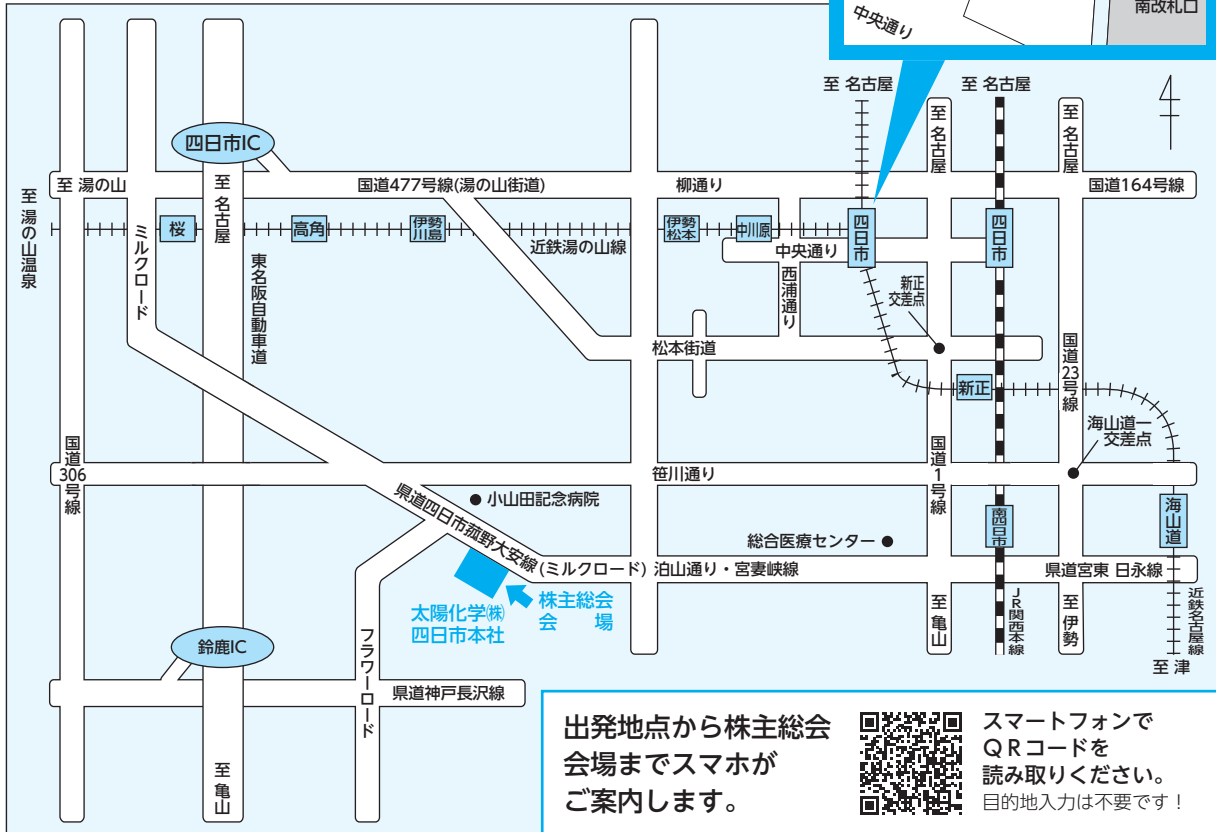 中央通り
南改札口
至 名古屋
至 名古屋
至 名古屋
至 名古屋
四日市IC
至 湯の山
至 名古屋
国道477号線(湯の山街道)
柳通り
国道164号線
至 湯の山温泉
ミルクロード
桜
高角
伊勢
川島
近鉄湯の山線
伊勢
松本
中川原
四日市
四日市
中央通り
西浦通り
新正
交差点
東名阪自動車道
松本街道
国道23号線
新正
海山道一
交差点
国道306号線
笹川通り
国道1号線
県道四日市菰野大安線
(ミルクロード)
小山田記念病院
総合医療センター
南四日市
海山道
泊山通り・宮妻峡線
県道宮東 日永線
太陽化学㈱
四日市本社
株主総会
会 場
至 亀山
JR関西本線
至 伊勢
近鉄名古屋線
至 津
鈴鹿IC
フラワーロード
県道神戸長沢線
至 亀山
出発地点から株主総会
会場までスマホが
ご案内します。
スマートフォンで
QRコードを
読み取りください。
目的地入力は不要です！